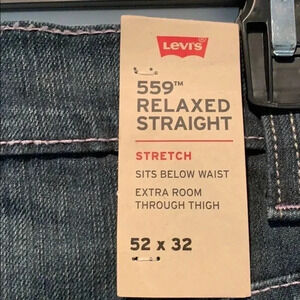 Levi's
559™
RELAXED
STRAIGHT
STRETCH
SITS BELOW WAIST
EXTRA ROOM
THROUGH THIGH
52 x 32